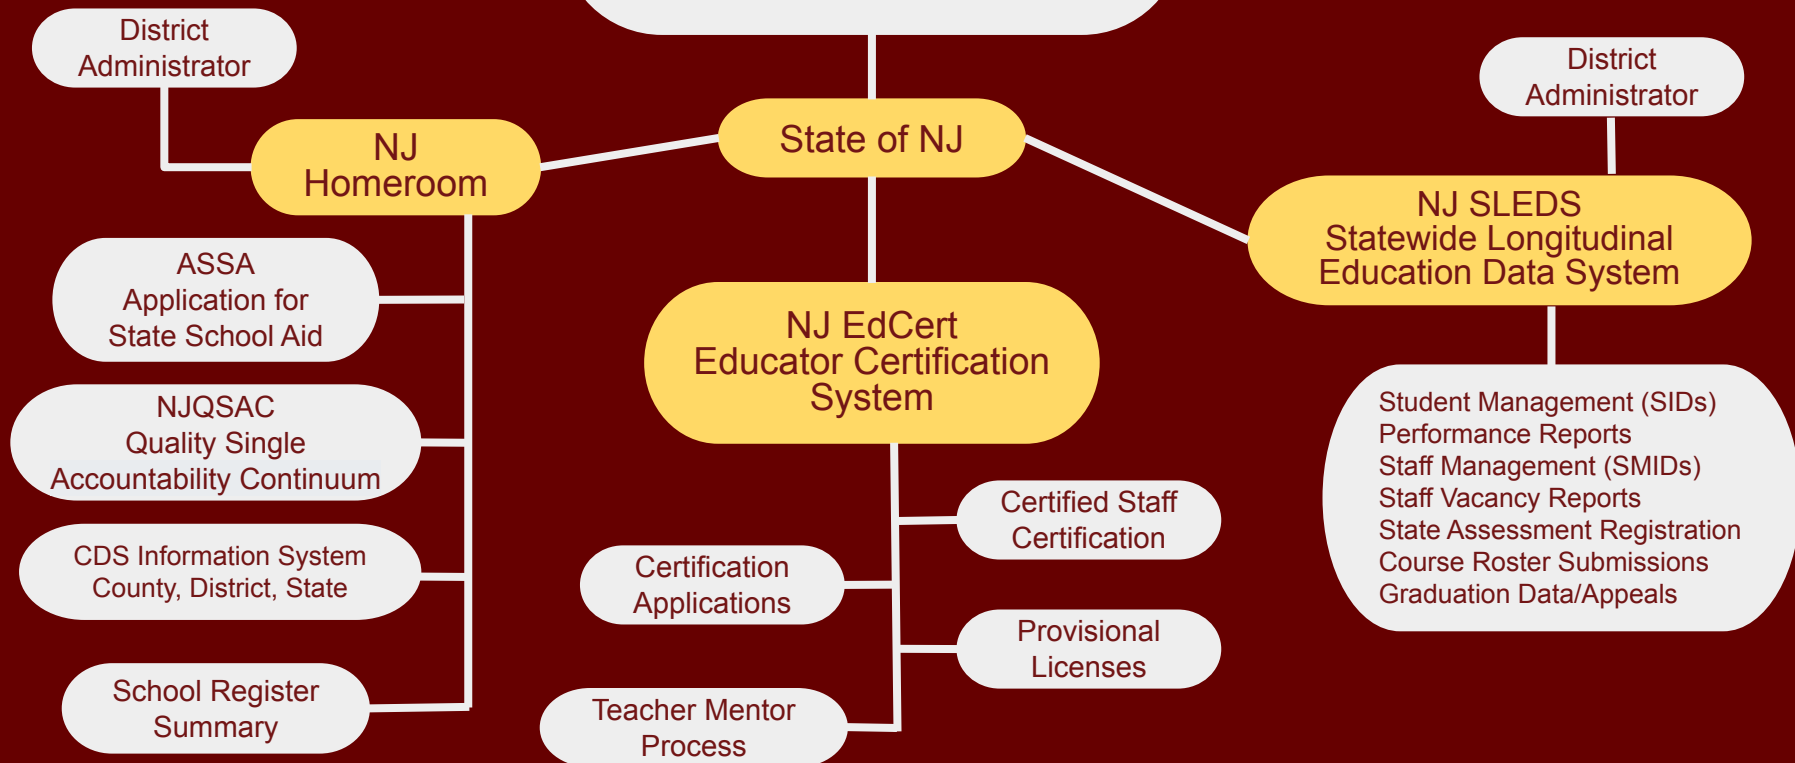 District
Administrator
State of NJ
District
Administrator
NJ
Homeroom
ASSA
Application for
State School Aid
NJQSAC
Quality Single
Accountability Continuum
CDS Information System
County, District, State
School Register
Summary
NJ EdCert
Educator Certification
System
Certified Staff
Certification
Certification
Applications
Provisional
Licenses
Teacher Mentor
Process
NJ SLEDS
Statewide Longitudinal
Education Data System
Student Management (SIDs)
Performance Reports
Staff Management (SMIDs)
Staff Vacancy Reports
State Assessment Registration
Course Roster Submissions
Graduation Data/Appeals